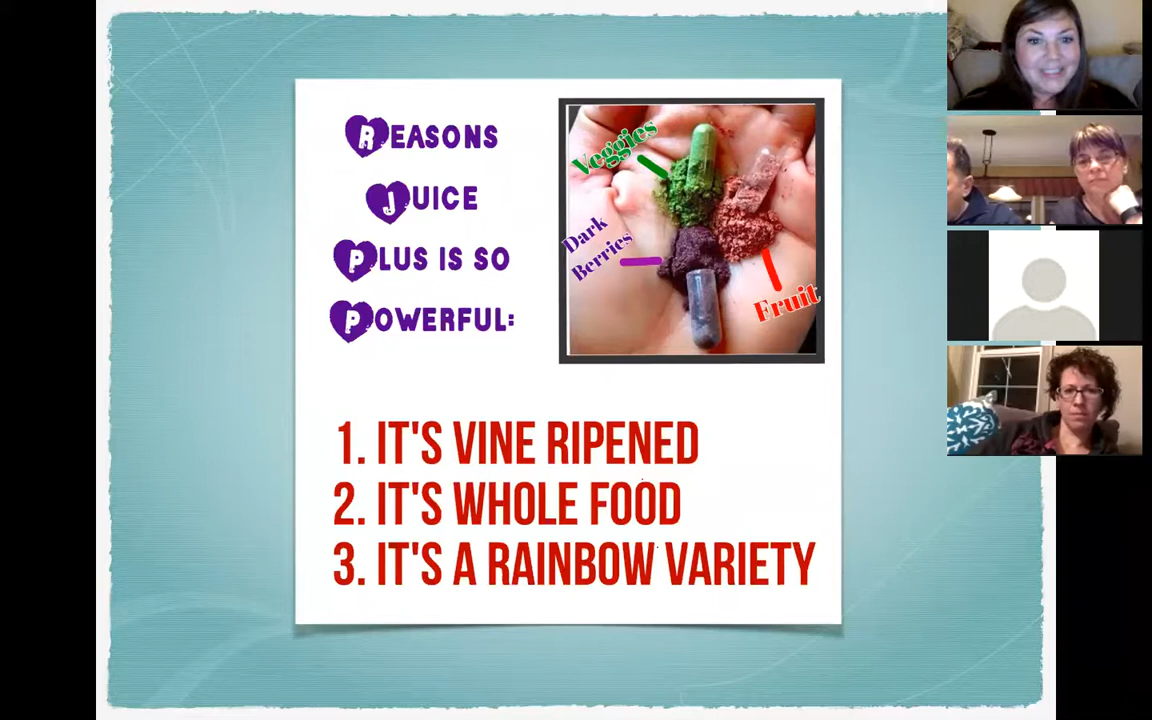 REASONS
JUICE
PLUS IS SO
POWERFUL:
Veggies
Dark
Berries
Fruit
1. IT'S VINE RIPENED
2. IT'S WHOLE FOOD
3. IT'S A RAINBOW VARIETY